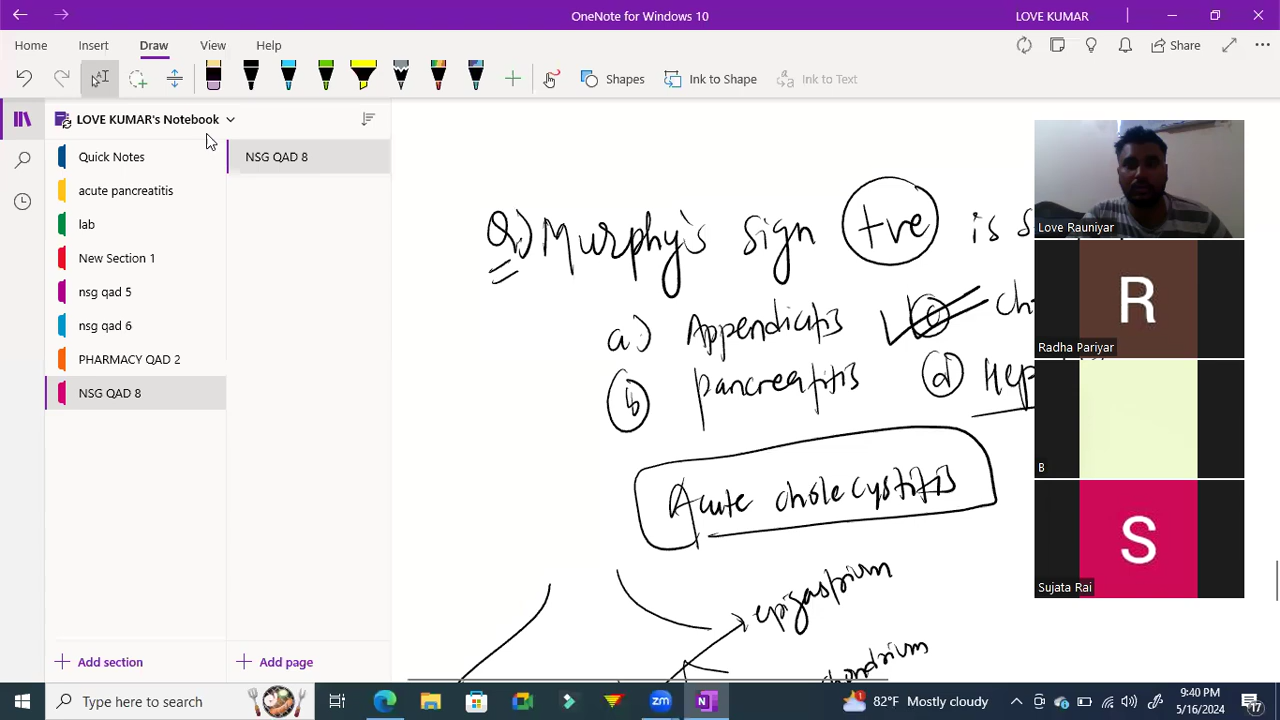 OneNote for Windows 10
LOVE KUMAR
Home
Insert
Draw
View
Help
Share
Shapes
Ink to Shape
Ink to Text
LOVE KUMAR's Notebook
Quick Notes
acute pancreatitis
lab
New Section 1
nsg qad 5
nsg qad 6
PHARMACY QAD 2
NSG QAD 8
Add section
NSG QAD 8
Add page
Q.) Murphy's sign +ve is
a.) Appendicitis
b pancreatitis
d
Acute cholecystitis
epigastrium
Love Rauniyar
R
Radha Pariyar
B
S
Sujata Rai
Type here to search
zm
82°F Mostly cloudy
9:40 PM
5/16/2024
17